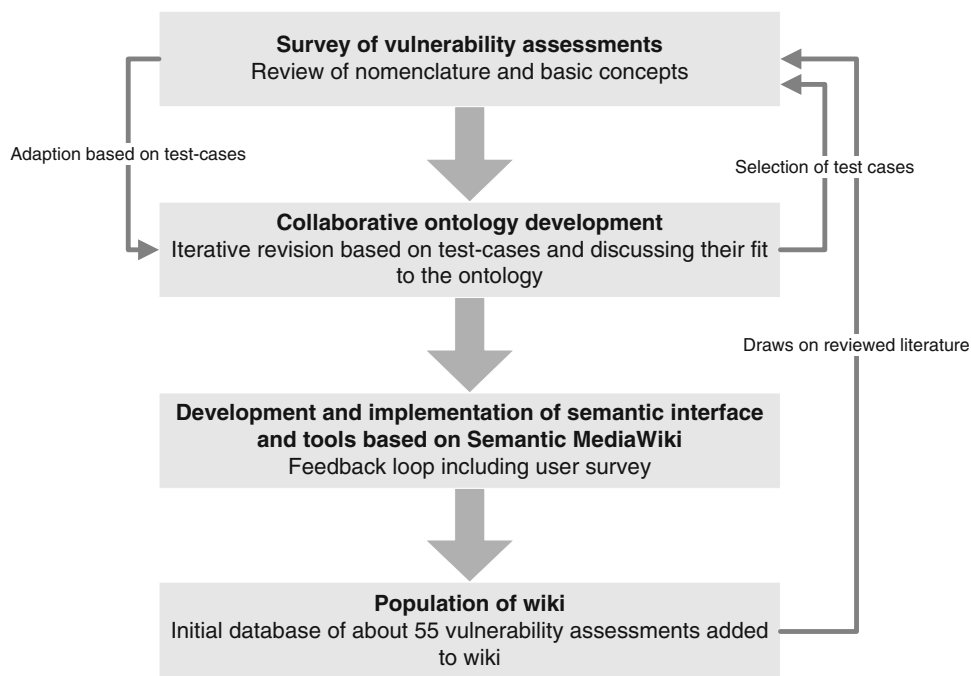 Survey of vulnerability assessments
Review of nomenclature and basic concepts
Adaption based on test-cases
Selection of test cases
Collaborative ontology development
Iterative revision based on test-cases and discussing their fit
to the ontology
Draws on reviewed literature
Development and implementation of semantic interface
and tools based on Semantic MediaWiki
Feedback loop including user survey
Population of wiki
Initial database of about 55 vulnerability assessments added
to wiki